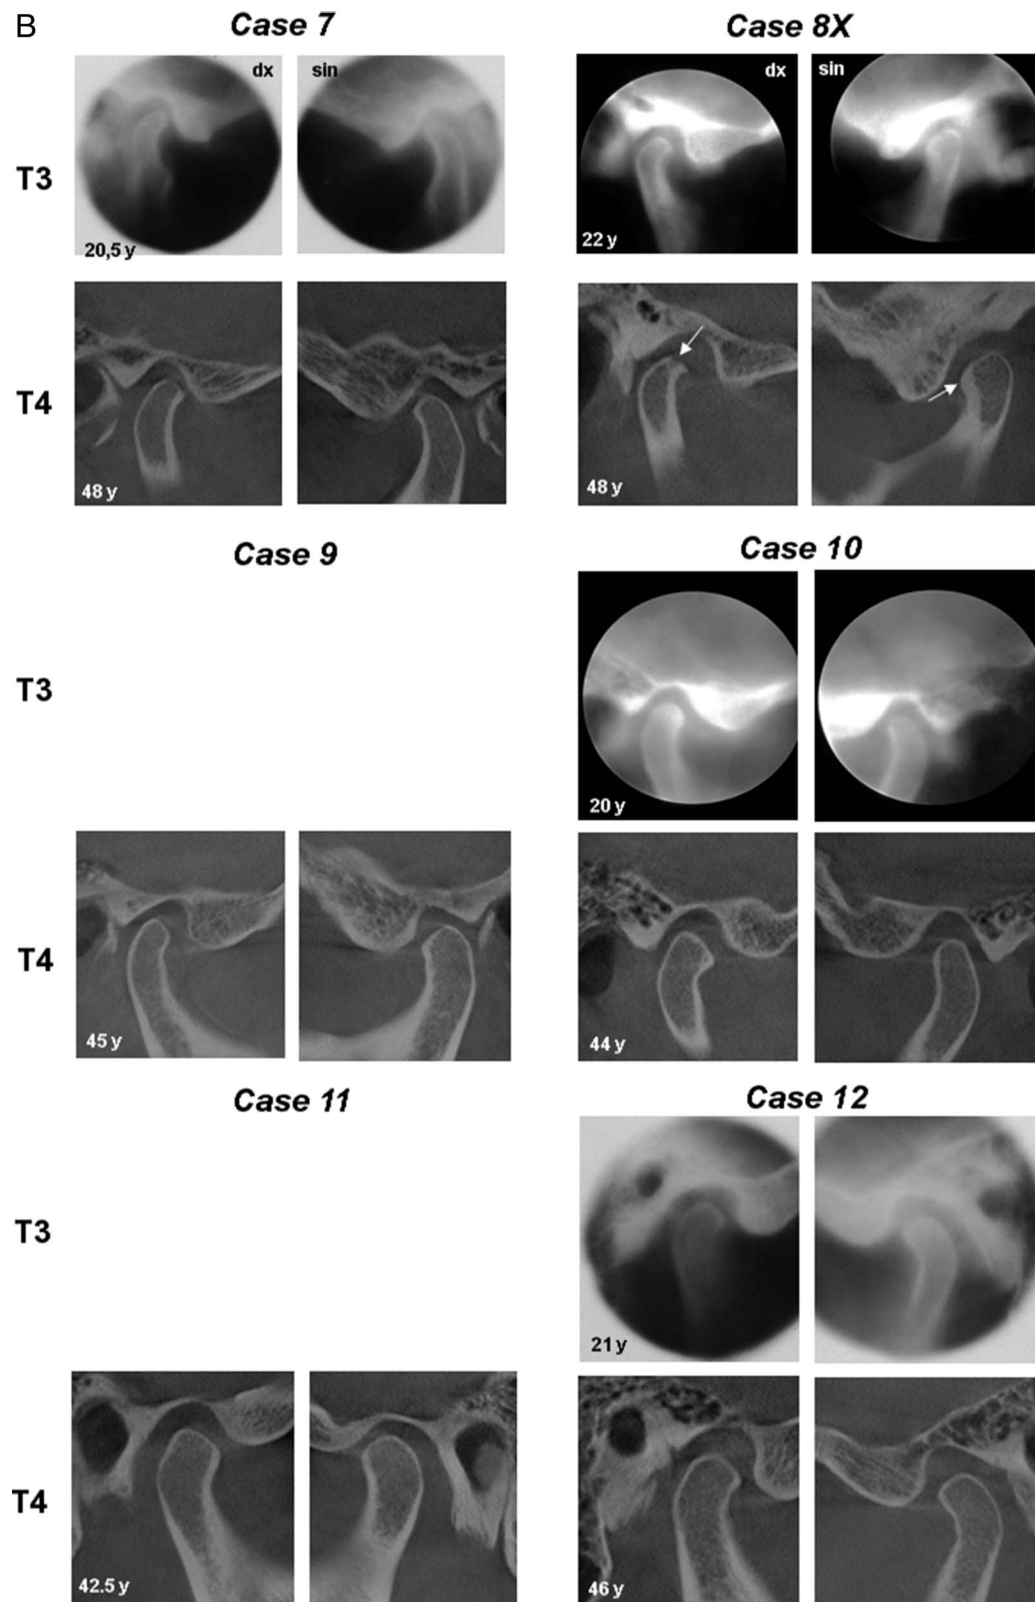 B
Case 7
Case 8X
dx
sin
dx
sin
T3
20,5 y
22 y
T4
48 y
48 y
Case 9
Case 10
T3
20 y
T4
45 y
44 y
Case 11
Case 12
T3
21 y
T4
42.5 y
46 y